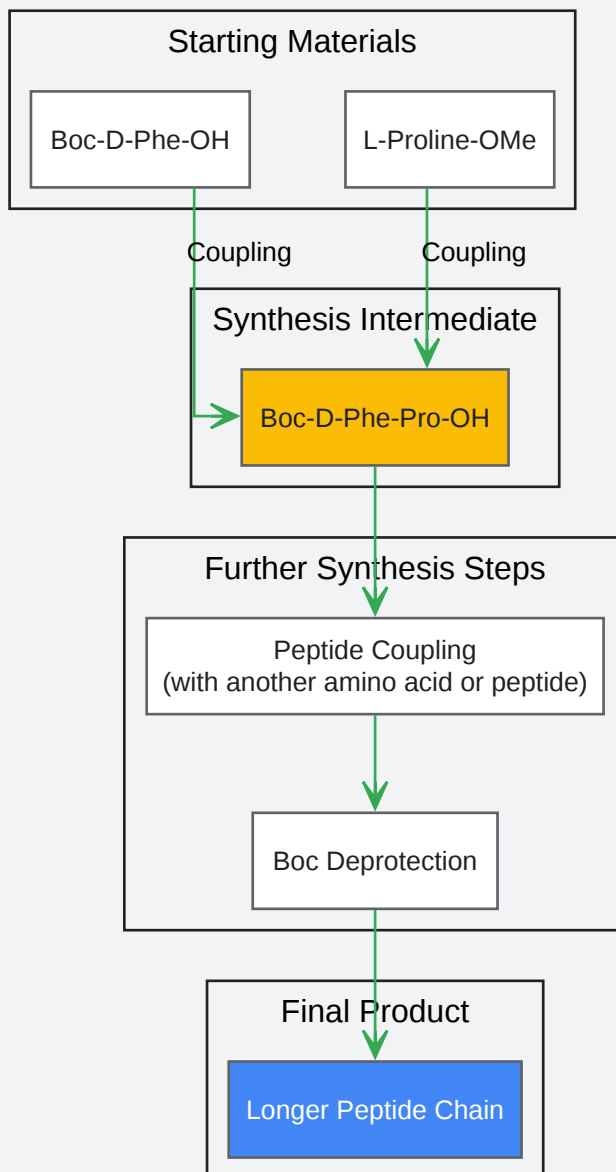 Starting Materials
Boc-D-Phe-OH
L-Proline-OMe
Coupling
Coupling
Synthesis Intermediate
Boc-D-Phe-Pro-OH
Further Synthesis Steps
Peptide Coupling
(with another amino acid or peptide)
Boc Deprotection
Final Product
Longer Peptide Chain